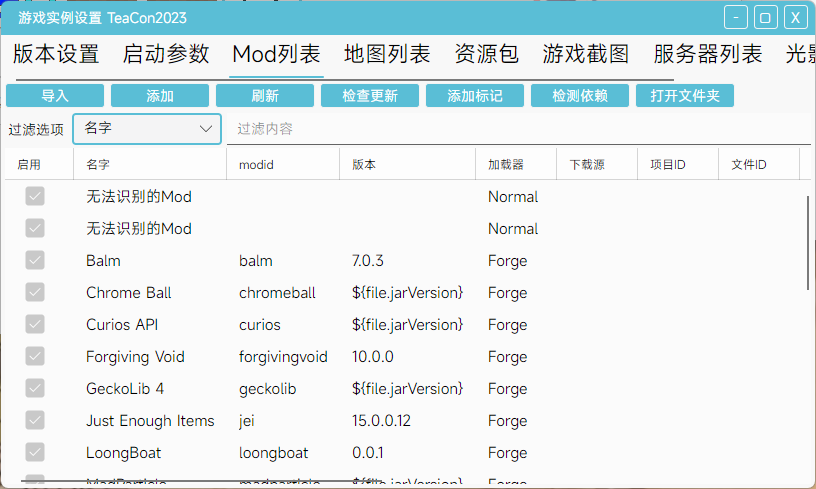 游戏实例设置 TeaCon2023
版本设置 启动参数 Mod列表 地图列表 资源包 游戏截图 服务器列表 光影
导入 添加 刷新 检查更新 添加标记 检测依赖 打开文件夹
过滤选项 名字 过滤内容
启用 名字 modid 版本 加载器 下载源 项目ID 文件ID
无法识别的Mod Normal
无法识别的Mod Normal
Balm balm 7.0.3 Forge
Chrome Ball chromeball ${file.jarVersion} Forge
Curios API curios ${file.jarVersion} Forge
Forgiving Void forgivingvoid 10.0.0 Forge
GeckoLib 4 geckolib ${file.jarVersion} Forge
Just Enough Items jei 15.0.0.12 Forge
LoongBoat loongboat 0.0.1 Forge
MadParticle madparticle ${file.jarVersion} Forge